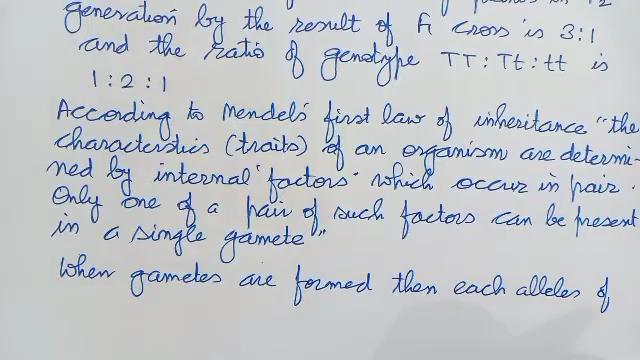 F2
generation by the result of F1 cross is 3:1
and the ratio of genotype TT:Tt:tt is
1:2:1
According to Mendel's first law of inheritance "the
characterstics (traits) of an organism are determi-
ned by internal 'factors' which occur in pair.
Only one of a pair of such factors can be present
in a single gamete"
When gametes are formed then each alleles of